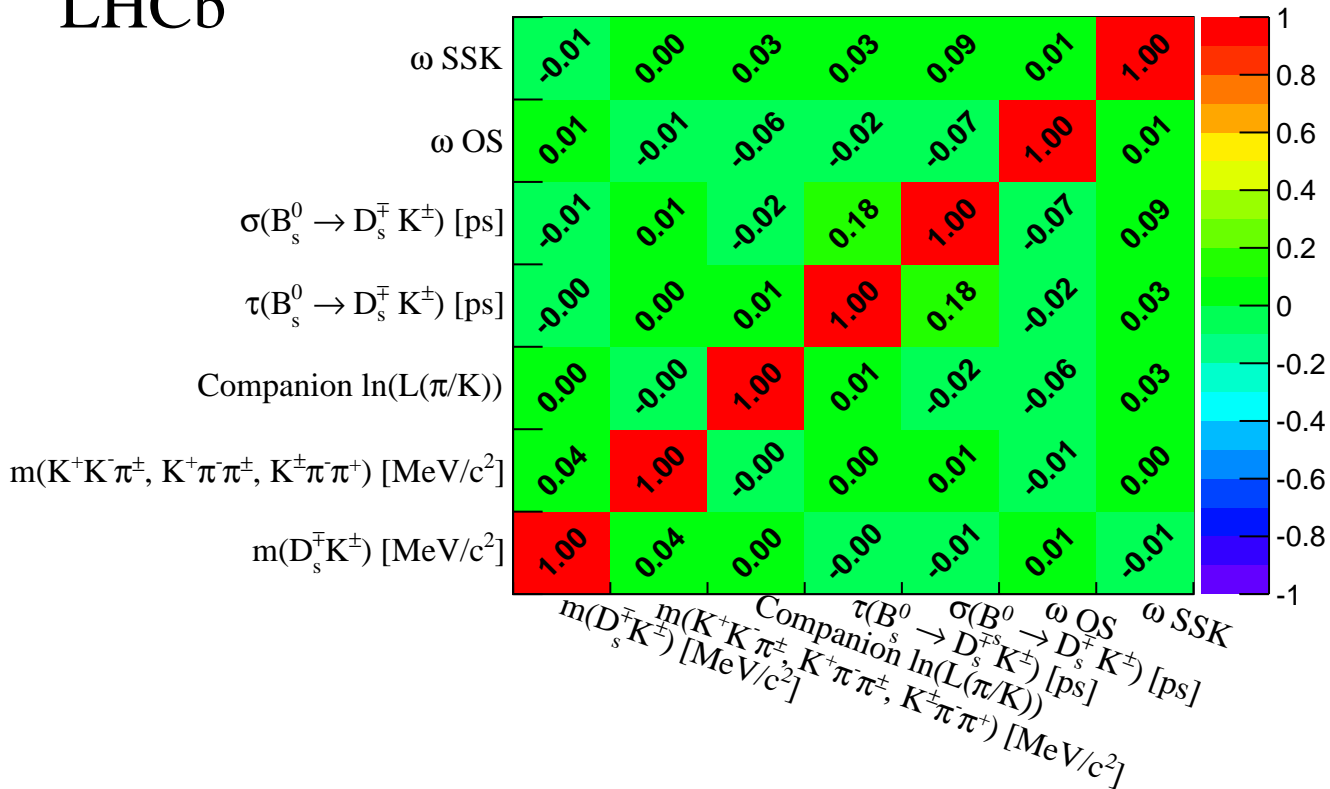 LHCb
ω SSK -0.01 0.00 0.03 0.03 0.09 0.01 1.00
ω OS 0.01 -0.01 -0.06 -0.02 -0.07 1.00 0.01
σ(B⁰ₛ → Dₛ∓ K±) [ps] -0.01 0.01 -0.02 0.18 1.00 -0.07 0.09
τ(B⁰ₛ → Dₛ∓ K±) [ps] -0.00 0.00 0.01 1.00 0.18 -0.02 0.03
Companion ln(L(π/K)) 0.00 -0.00 1.00 0.01 -0.02 -0.06 0.03
m(K⁺K⁻π±, K⁺π⁻π±, K±π⁻π⁺) [MeV/c²] 0.04 1.00 -0.00 0.00 0.01 -0.01 0.00
m(Dₛ∓K±) [MeV/c²] 1.00 0.04 0.00 -0.00 -0.01 0.01 -0.01
m(Dₛ∓K±) [MeV/c²]
m(K⁺K⁻π±, K⁺π⁻π±, K±π⁻π⁺) [MeV/c²]
Companion ln(L(π/K))
τ(B⁰ₛ → Dₛ∓ K±) [ps]
σ(B⁰ₛ → Dₛ∓ K±) [ps]
ω OS
ω SSK
1
0.8
0.6
0.4
0.2
0
-0.2
-0.4
-0.6
-0.8
-1